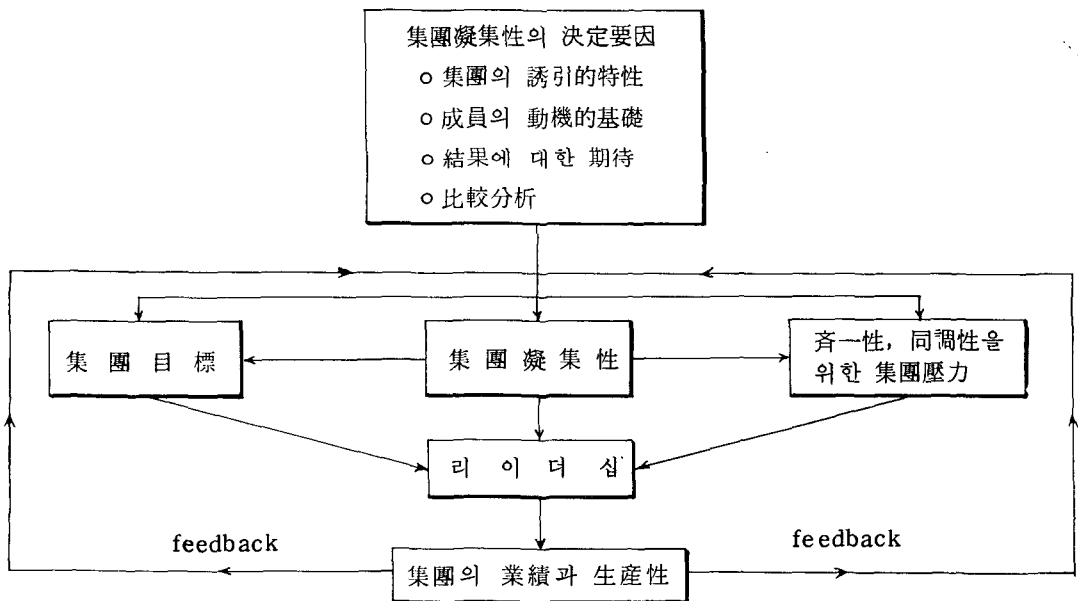 集團凝集性의 決定要因
○ 集團의 誘引的特性
○ 成員의 動機的基礎
○ 結果에 대한 期待
○ 比較分析
集 團 目 標
集 團 凝 集 性
斉一性, 同調性을
위한 集團壓力
리 이 더 십
feedback
feedback
集團의 業績과 生産性